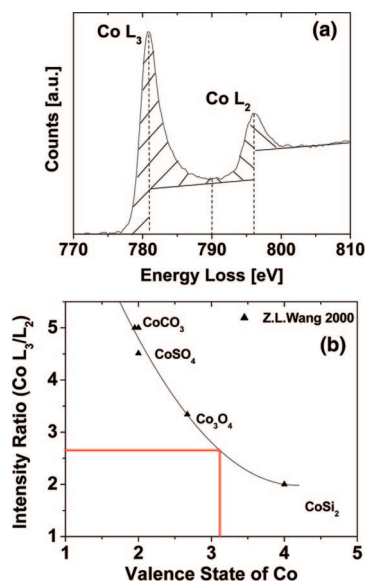 (a)
Co L3
Co L2
Counts [a.u.]
770 780 790 800 810
Energy Loss [eV]
(b)
▲ Z.L.Wang 2000
CoCO3
CoSO4
Co3O4
CoSi2
Intensity Ratio (Co L3/L2)
6
5
4
3
2
1
1 2 3 4 5
Valence State of Co